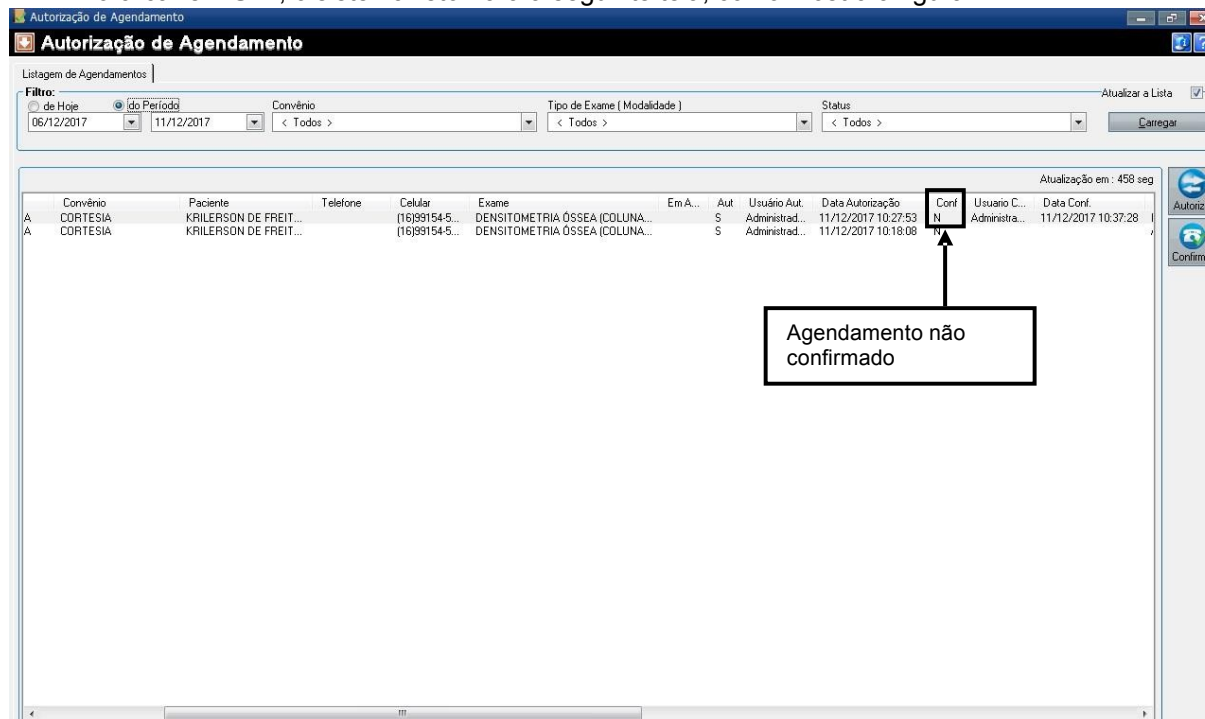 Autorização de Agendamento
Autorização de Agendamento
Listagem de Agendamentos
Filtro:
de Hoje do Período Convênio Tipo de Exame ( Modalidade ) Status Atualizar a Lista
06/12/2017 11/12/2017 < Todos > < Todos > < Todos > Carregar
Atualização em : 458 seg
Convênio Paciente Telefone Celular Exame Em A... Aut Usuário Aut. Data Autorização Conf Usuario C... Data Conf.
A CORTESIA KRILERSON DE FREIT... (16)99154-5... DENSITOMETRIA ÓSSEA (COLUNA... S Administrad... 11/12/2017 10:27:53 N Administra... 11/12/2017 10:37:28
A CORTESIA KRILERSON DE FREIT... (16)99154-5... DENSITOMETRIA ÓSSEA (COLUNA... S Administrad... 11/12/2017 10:18:08 N
Autoriz
Confirm
Agendamento não
confirmado